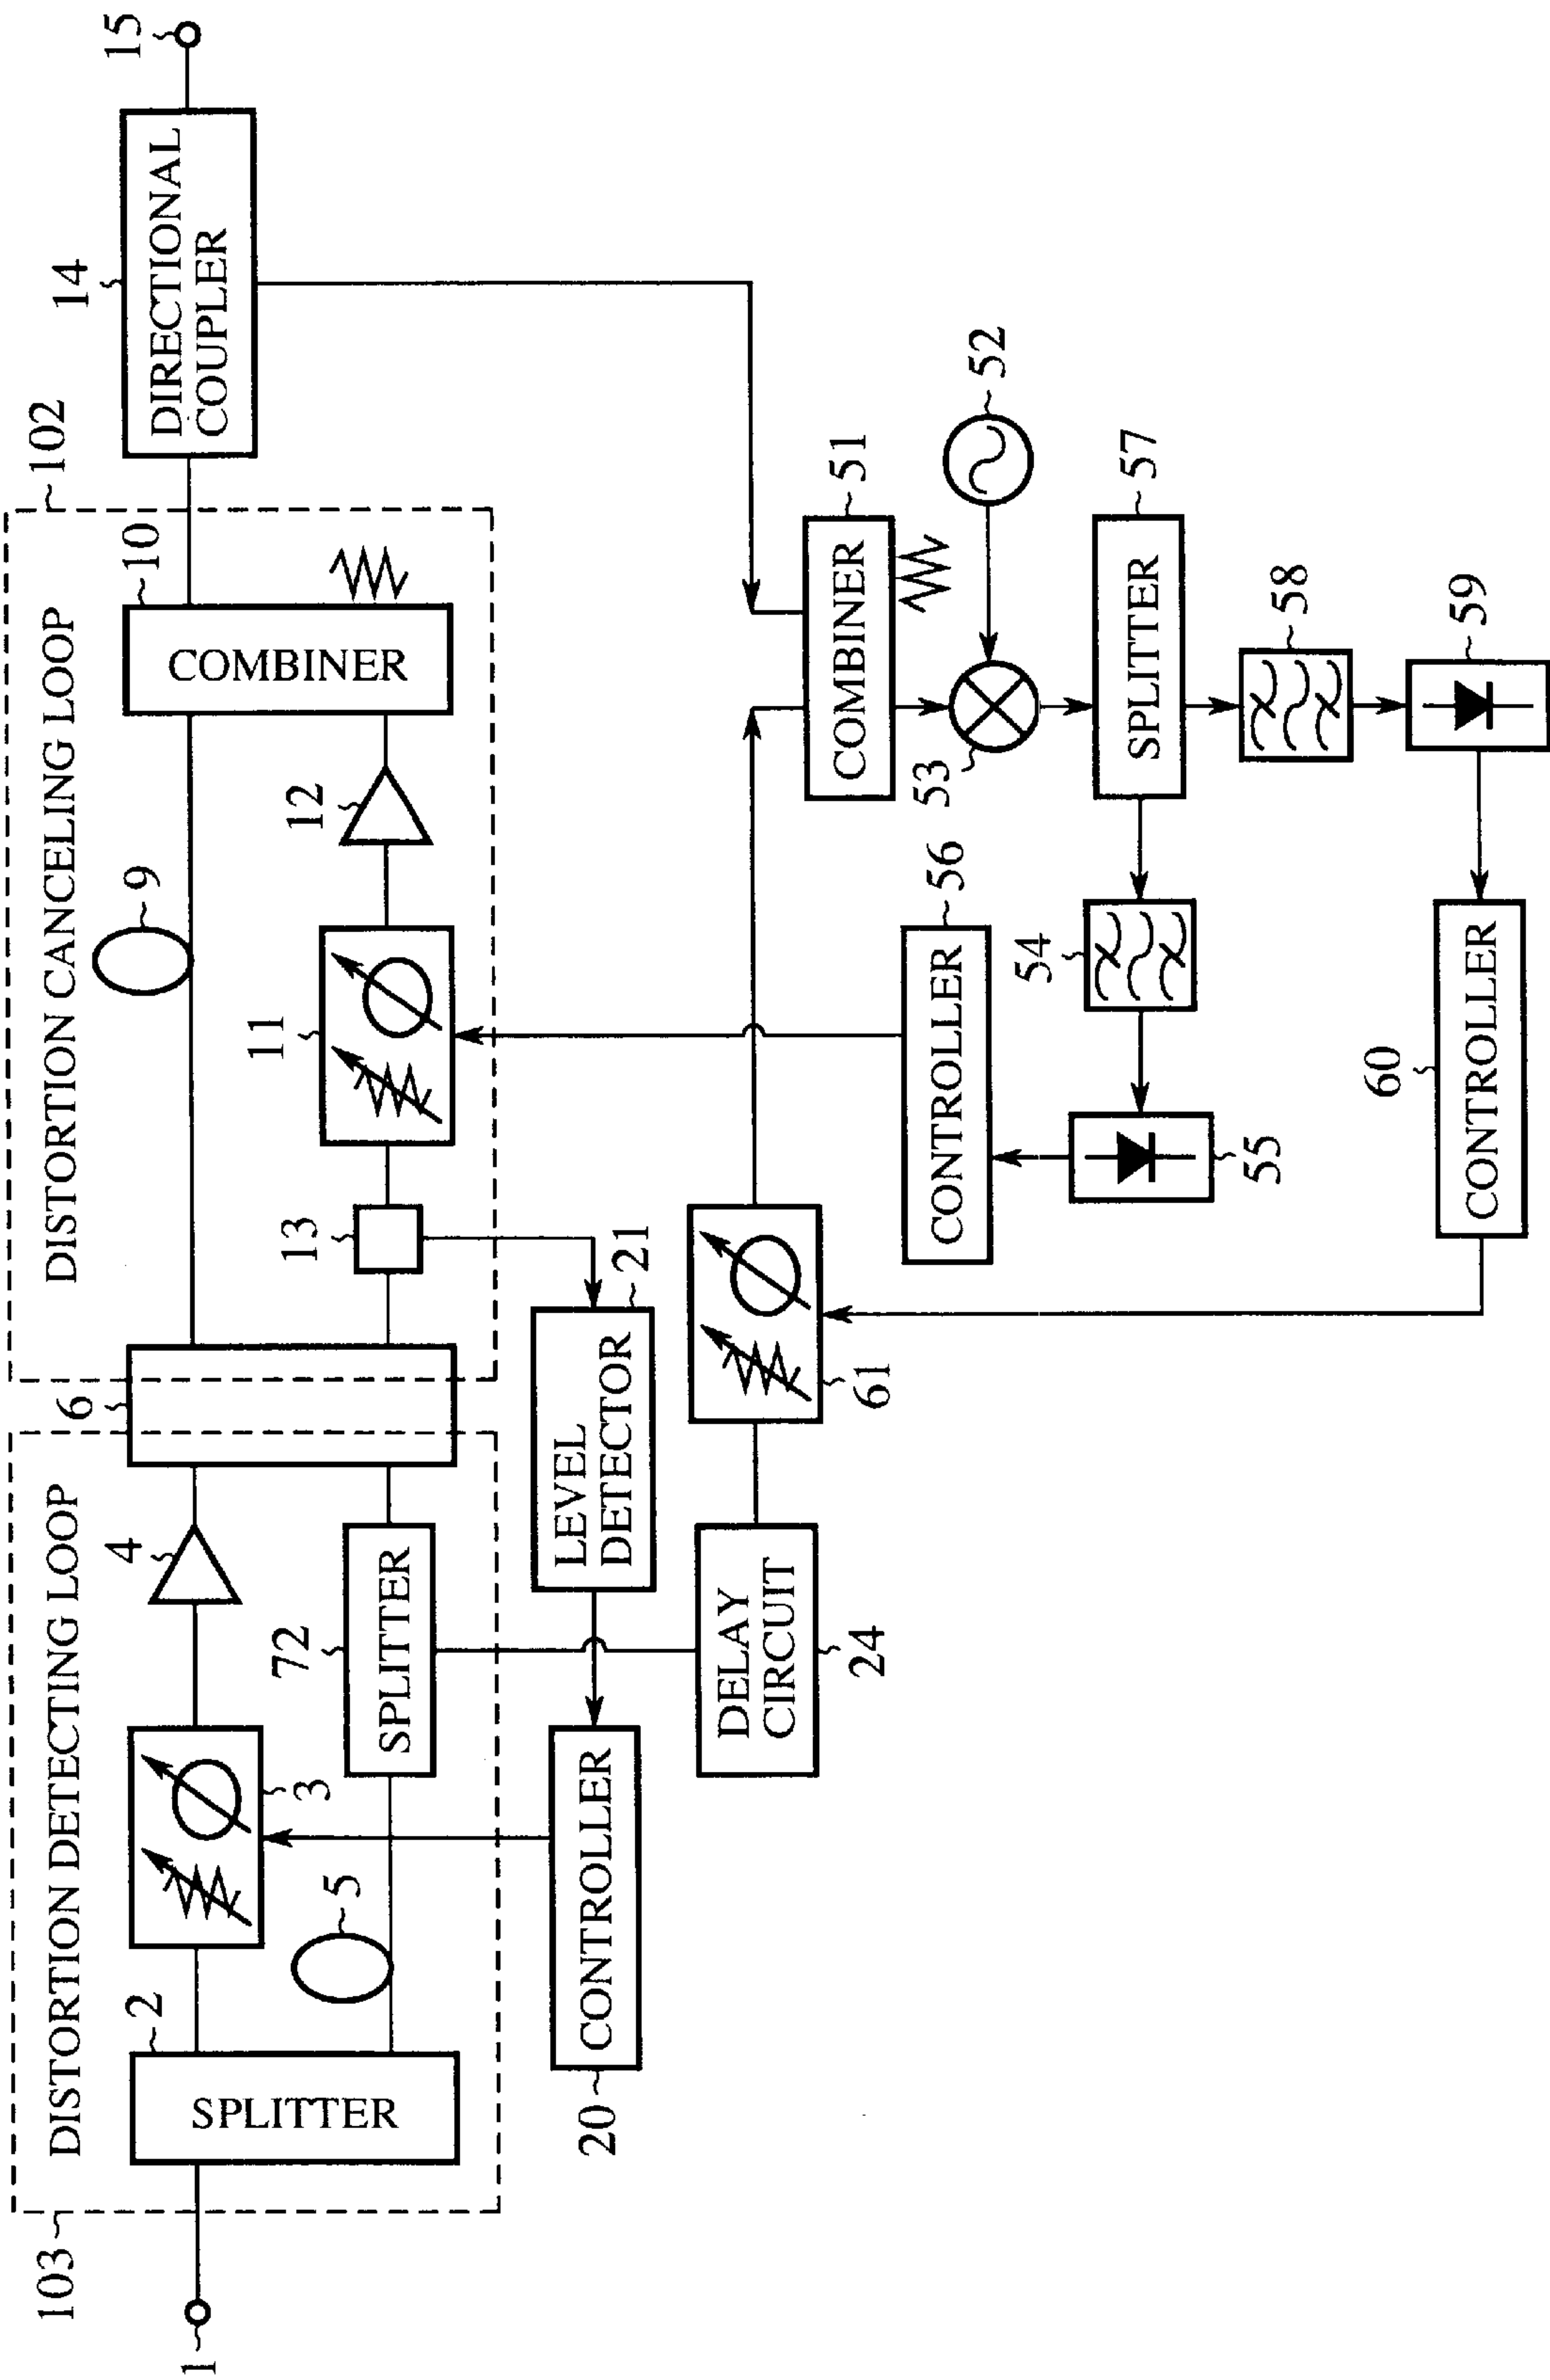 103
DISTORTION DETECTING LOOP
DISTORTION CANCELING LOOP
102
1
2
SPLITTER
3
4
5
72
SPLITTER
6
9
10
COMBINER
11
12
13
14
DIRECTIONAL
COUPLER
15
20
CONTROLLER
21
LEVEL
DETECTOR
24
DELAY
CIRCUIT
61
51
COMBINER
52
53
56
CONTROLLER
57
SPLITTER
54
55
58
59
60
CONTROLLER